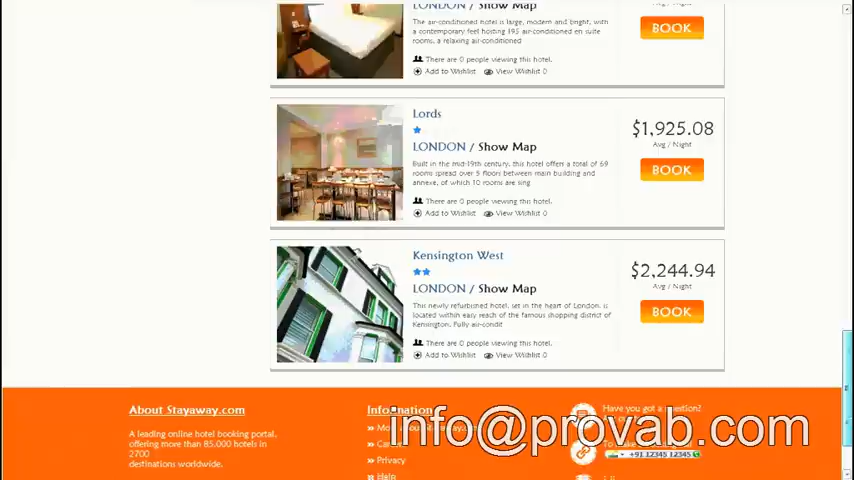 LONDON / Show Map
The air-conditioned hotel is large, modern and bright, with
a contemporary feel hosting 195 air-conditioned en suite
rooms, a relaxing air-conditioned
There are 0 people viewing this hotel.
Add to Wishlist View Wishlist 0
BOOK
Lords
LONDON / Show Map
Built in the mid-19th century, this hotel offers a total of 69
rooms spread over 5 floors between main building and
annexe, of which 10 rooms are sing
There are 0 people viewing this hotel.
Add to Wishlist View Wishlist 0
$1,925.08
Avg / Night
BOOK
Kensington West
LONDON / Show Map
This newly refurbished hotel, set in the heart of London, is
located within easy reach of the famous shopping district of
Kensington. Fully air-condit
There are 0 people viewing this hotel.
Add to Wishlist View Wishlist 0
$2,244.94
Avg / Night
BOOK
About Stayaway.com
A leading online hotel booking portal,
offering more than 85,000 hotels in
2700
destinations worldwide.
Information
Privacy
Help
Have you got a question?
+91 12345 12345
info@provab.com